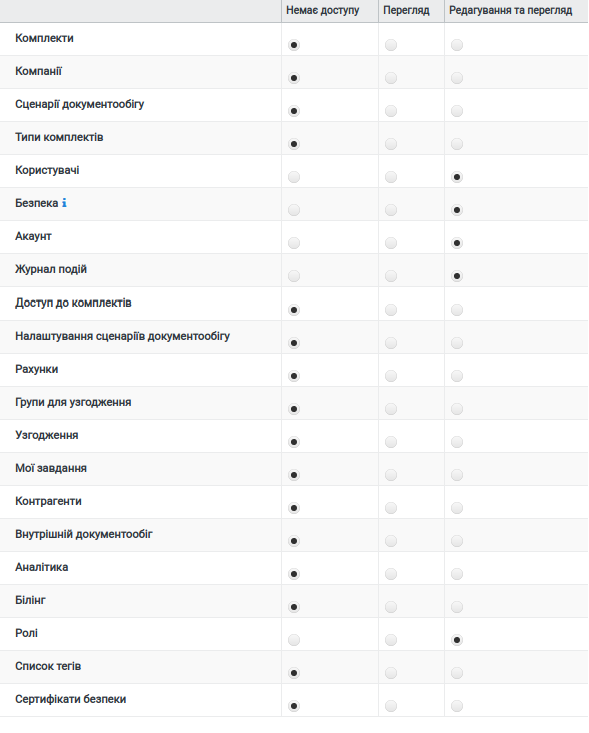 Немає доступу Перегляд Редагування та перегляд
Комплекти
Компанії
Сценарії документообігу
Типи комплектів
Користувачі
Безпека
Акаунт
Журнал подій
Доступ до комплектів
Налаштування сценаріїв документообігу
Рахунки
Групи для узгодження
Узгодження
Мої завдання
Контрагенти
Внутрішній документообіг
Аналітика
Білінг
Ролі
Список тегів
Сертифікати безпеки